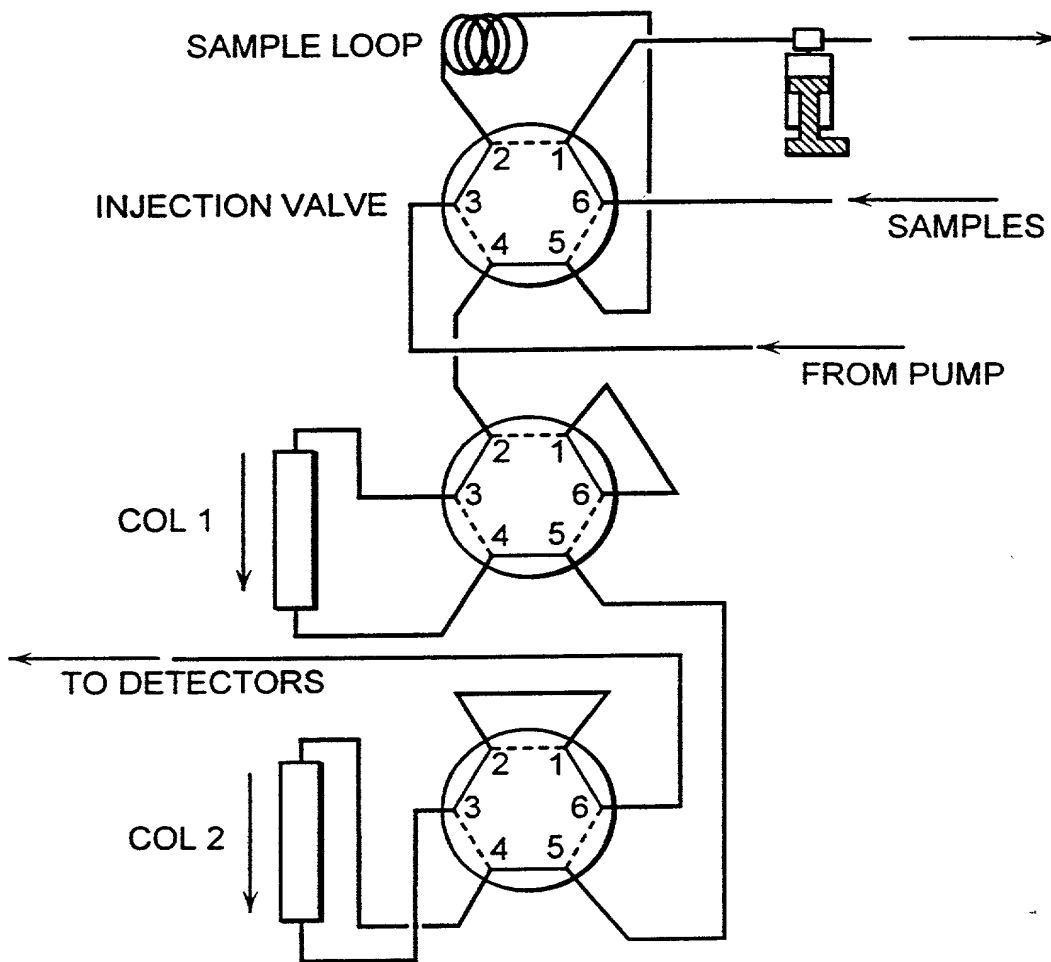 SAMPLE LOOP
2 1
INJECTION VALVE
3 6
SAMPLES
4 5
FROM PUMP
2 1
3 6
COL 1
4 5
TO DETECTORS
2 1
3 6
COL 2
4 5